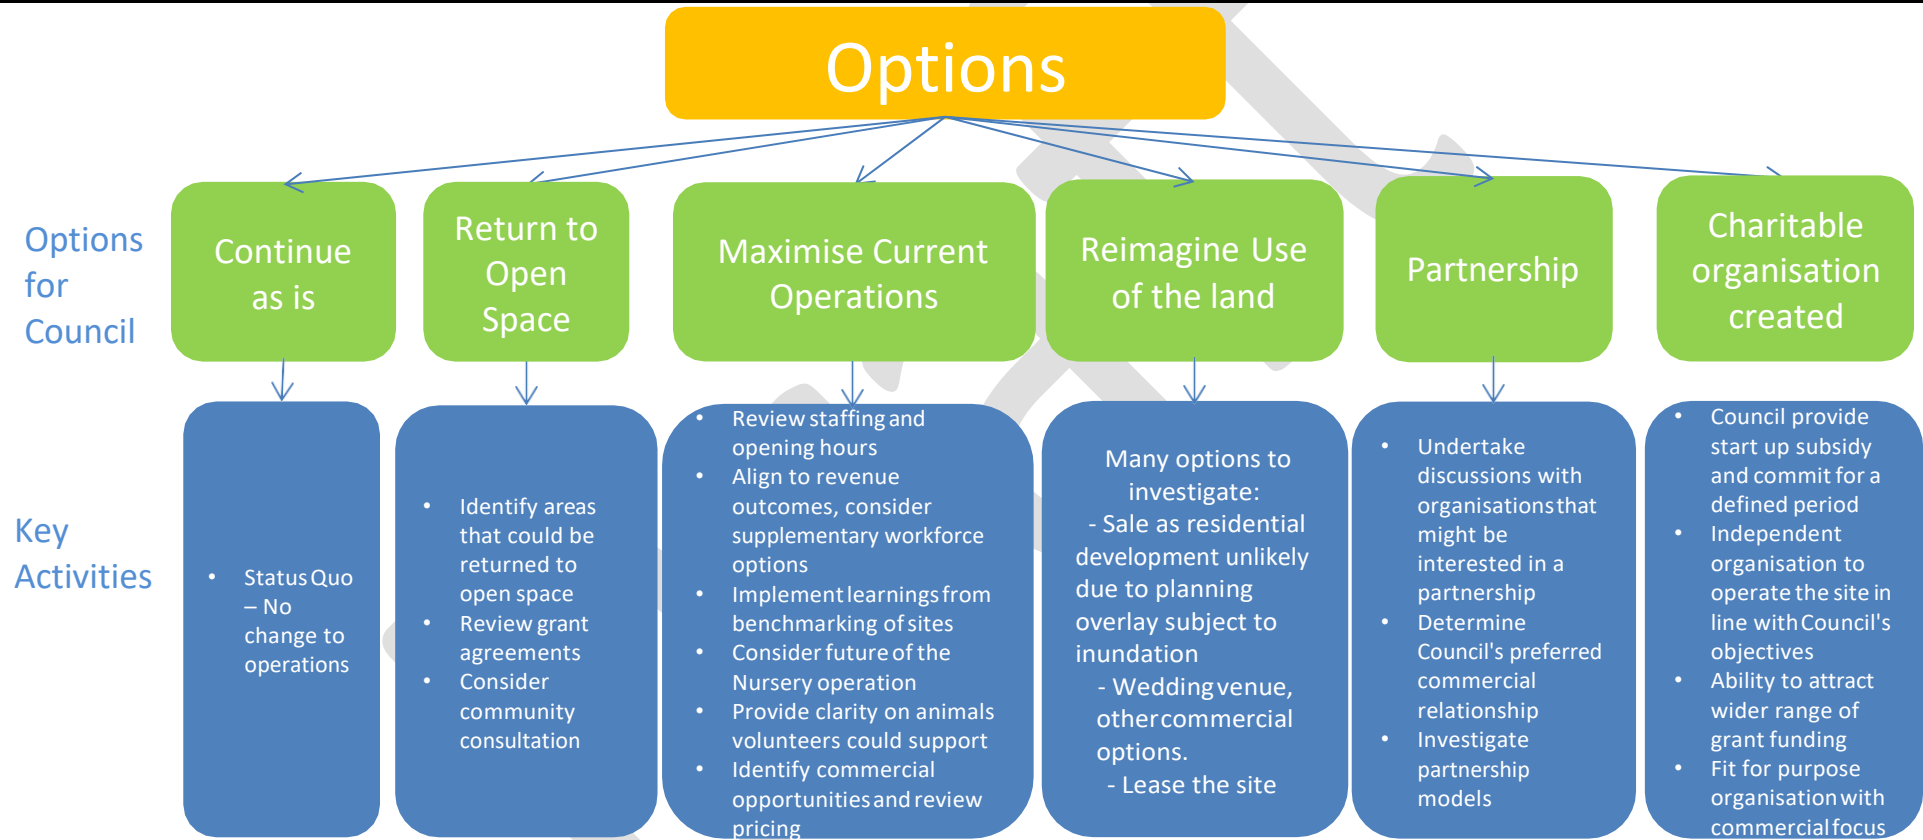 Options
Options
for
Council
Continue
as is
Return to
Open
Space
Maximise Current
Operations
Reimagine Use
of the land
Partnership
Charitable
organisation
created
Key
Activities
• Status Quo
– No
change to
operations
• Identify areas
that could be
returned to
open space
• Review grant
agreements
• Consider
community
consultation
• Review staffing and
opening hours
• Align to revenue
outcomes, consider
supplementary workforce
options
• Implement learnings from
benchmarking of sites
• Consider future of the
Nursery operation
• Provide clarity on animals
volunteers could support
• Identify commercial
opportunities and review
pricing
Many options to
investigate:
- Sale as residential
development unlikely
due to planning
overlay subject to
inundation
- Wedding venue,
other commercial
options.
- Lease the site
• Undertake
discussions with
organisations that
might be
interested in a
partnership
• Determine
Council's preferred
commercial
relationship
• Investigate
partnership
models
• Council provide
start up subsidy
and commit for a
defined period
• Independent
organisation to
operate the site in
line with Council's
objectives
• Ability to attract
wider range of
grant funding
• Fit for purpose
organisation with
commercial focus